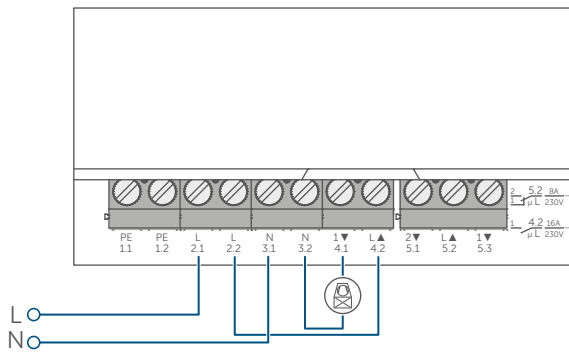 2 5.2 8A
1 µ L 230V
1 4.2 16A
µ L 230V
PE PE L L N N 1▼ L▲ 2▼ L▲ 1▼
1.1 1.2 2.1 2.2 3.1 3.2 4.1 4.2 5.1 5.2 5.3
L
N